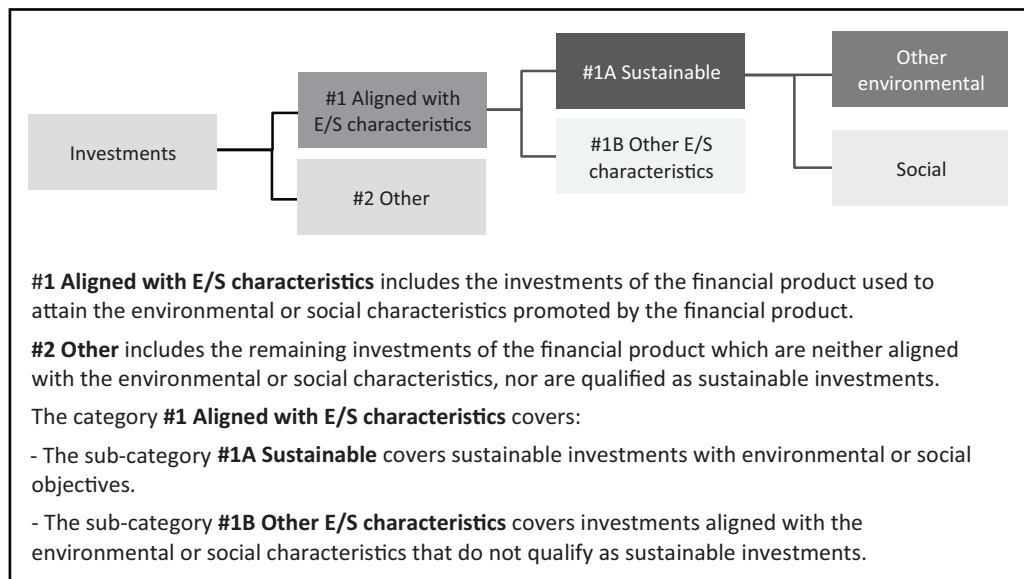 Investments
#1 Aligned with
E/S characteristics
#2 Other
#1A Sustainable
#1B Other E/S
characteristics
Other
environmental
Social
#1 Aligned with E/S characteristics includes the investments of the financial product used to
attain the environmental or social characteristics promoted by the financial product.
#2 Other includes the remaining investments of the financial product which are neither aligned
with the environmental or social characteristics, nor are qualified as sustainable investments.
The category #1 Aligned with E/S characteristics covers:
- The sub-category #1A Sustainable covers sustainable investments with environmental or social
objectives.
- The sub-category #1B Other E/S characteristics covers investments aligned with the
environmental or social characteristics that do not qualify as sustainable investments.